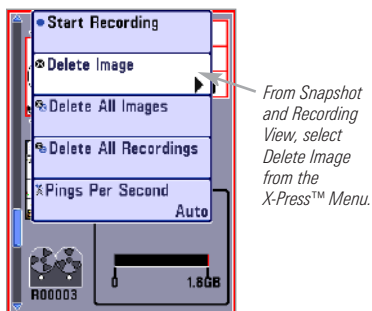 Start Recording
Delete Image
Delete All Images
Delete All Recordings
Pings Per Second
Auto
R00003
0 1.8GB
From Snapshot
and Recording
View, select
Delete Image
from the
X-Press™ Menu.